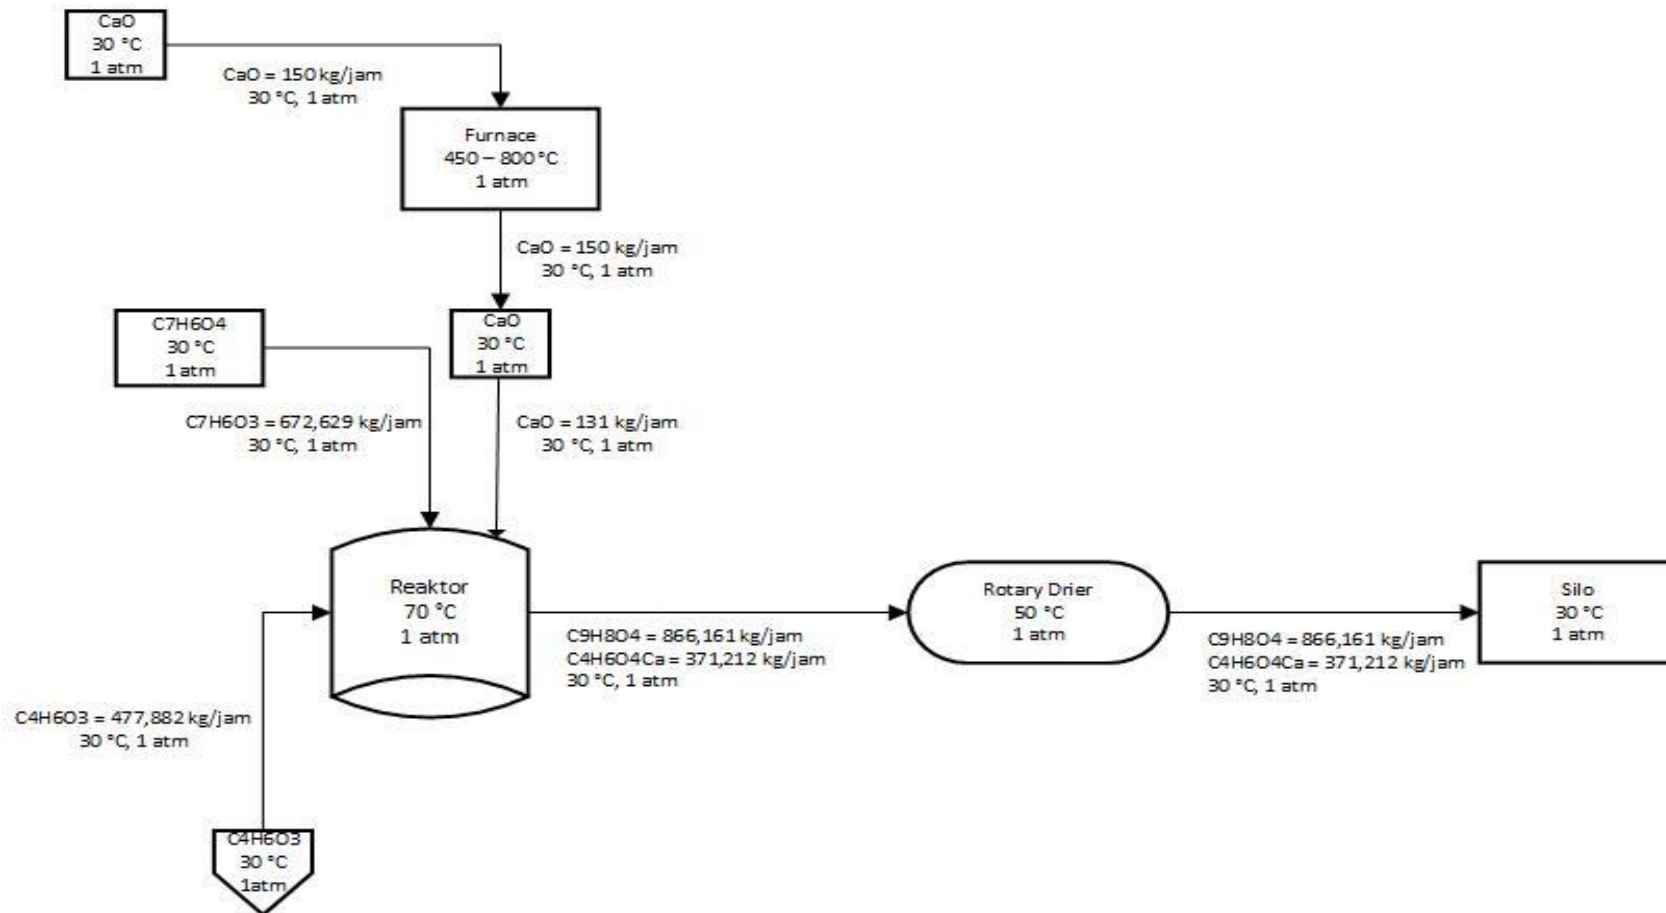 CaO
30 °C
1 atm
CaO = 150 kg/jam
30 °C, 1 atm
Furnace
450 – 800 °C
1 atm
CaO = 150 kg/jam
30 °C, 1 atm
C7H6O4
30 °C
1 atm
CaO
30 °C
1 atm
C7H6O3 = 672,629 kg/jam
30 °C, 1 atm
CaO = 131 kg/jam
30 °C, 1 atm
Reaktor
70 °C
1 atm
C9H8O4 = 866,161 kg/jam
C4H6O4Ca = 371,212 kg/jam
30 °C, 1 atm
Rotary Drier
50 °C
1 atm
C9H8O4 = 866,161 kg/jam
C4H6O4Ca = 371,212 kg/jam
30 °C, 1 atm
Silo
30 °C
1 atm
C4H6O3 = 477,882 kg/jam
30 °C, 1 atm
C4H6O3
30 °C
1atm